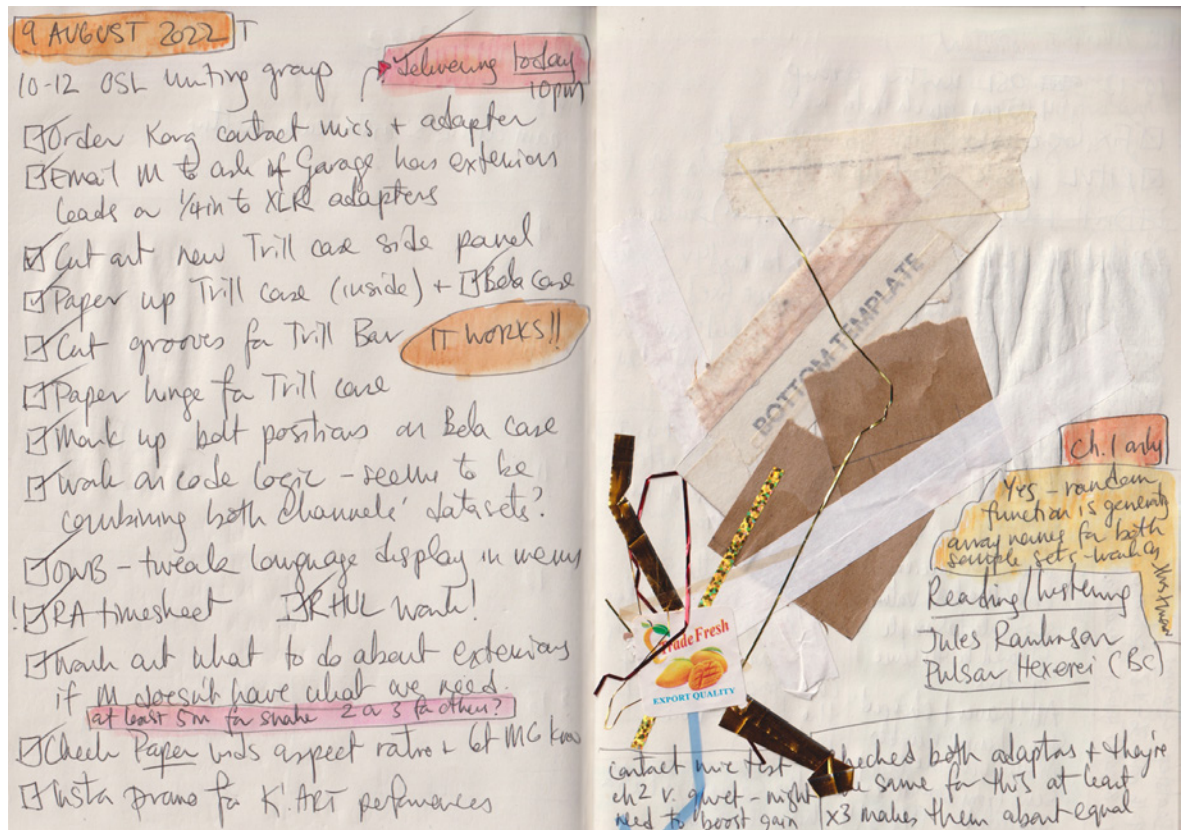 9 AUGUST 2022 T
10-12 OSL writing group
Delivering today
10pm
Order Korg contact mics + adapter
Email M to ask if Garage has extension
leads or 1/4in to XLR adapters
Cut out new Trill case side panel
Paper up Trill case (inside) + Bela case
Cut grooves for Trill Bar
IT WORKS!!
Paper hinge for Trill case
Mark up bolt positions on Bela case
Work on code logic - seems to be
combining both channels' datasets?
OWB - tweak language display in menus
! RA timesheet RHUL work!
Work out what to do about extensions
if M doesn't have what we need.
at least 5m for snake 2 or 3 for others?
Check Paper vids aspect ratio + let MG know
Insta promo for K'ART performances
BOTTOM TEMPLATE
Trade Fresh
EXPORT QUALITY
Ch. 1 only
Yes - random
function is generating
array names for both
sample sets - work on
this now
Reading/listening
Jules Rawlinson
Pulsar Hexerei (BC)
contact mic test -
ch2 v. quiet - might
need to boost gain
checked both adaptors + they're
the same for this at least
x3 makes them about equal